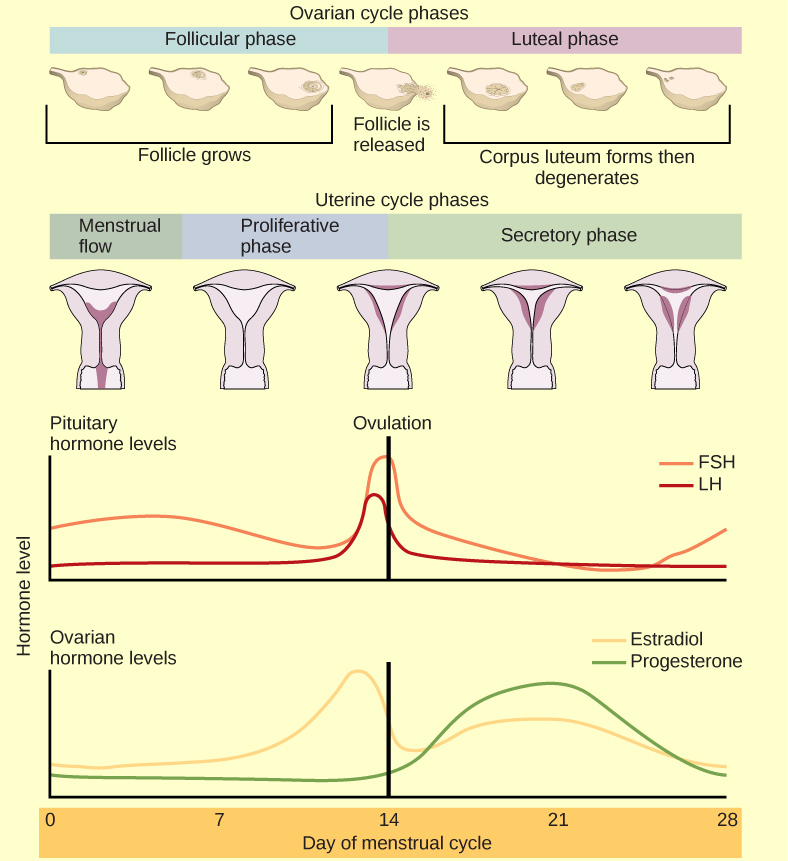 Ovarian cycle phases
Follicular phase
Luteal phase
Follicle grows
Follicle is
released
Corpus luteum forms then
degenerates
Uterine cycle phases
Menstrual
flow
Proliferative
phase
Secretory phase
Pituitary
hormone levels
Ovulation
FSH
LH
Hormone level
Ovarian
hormone levels
Estradiol
Progesterone
0 7 14 21 28
Day of menstrual cycle